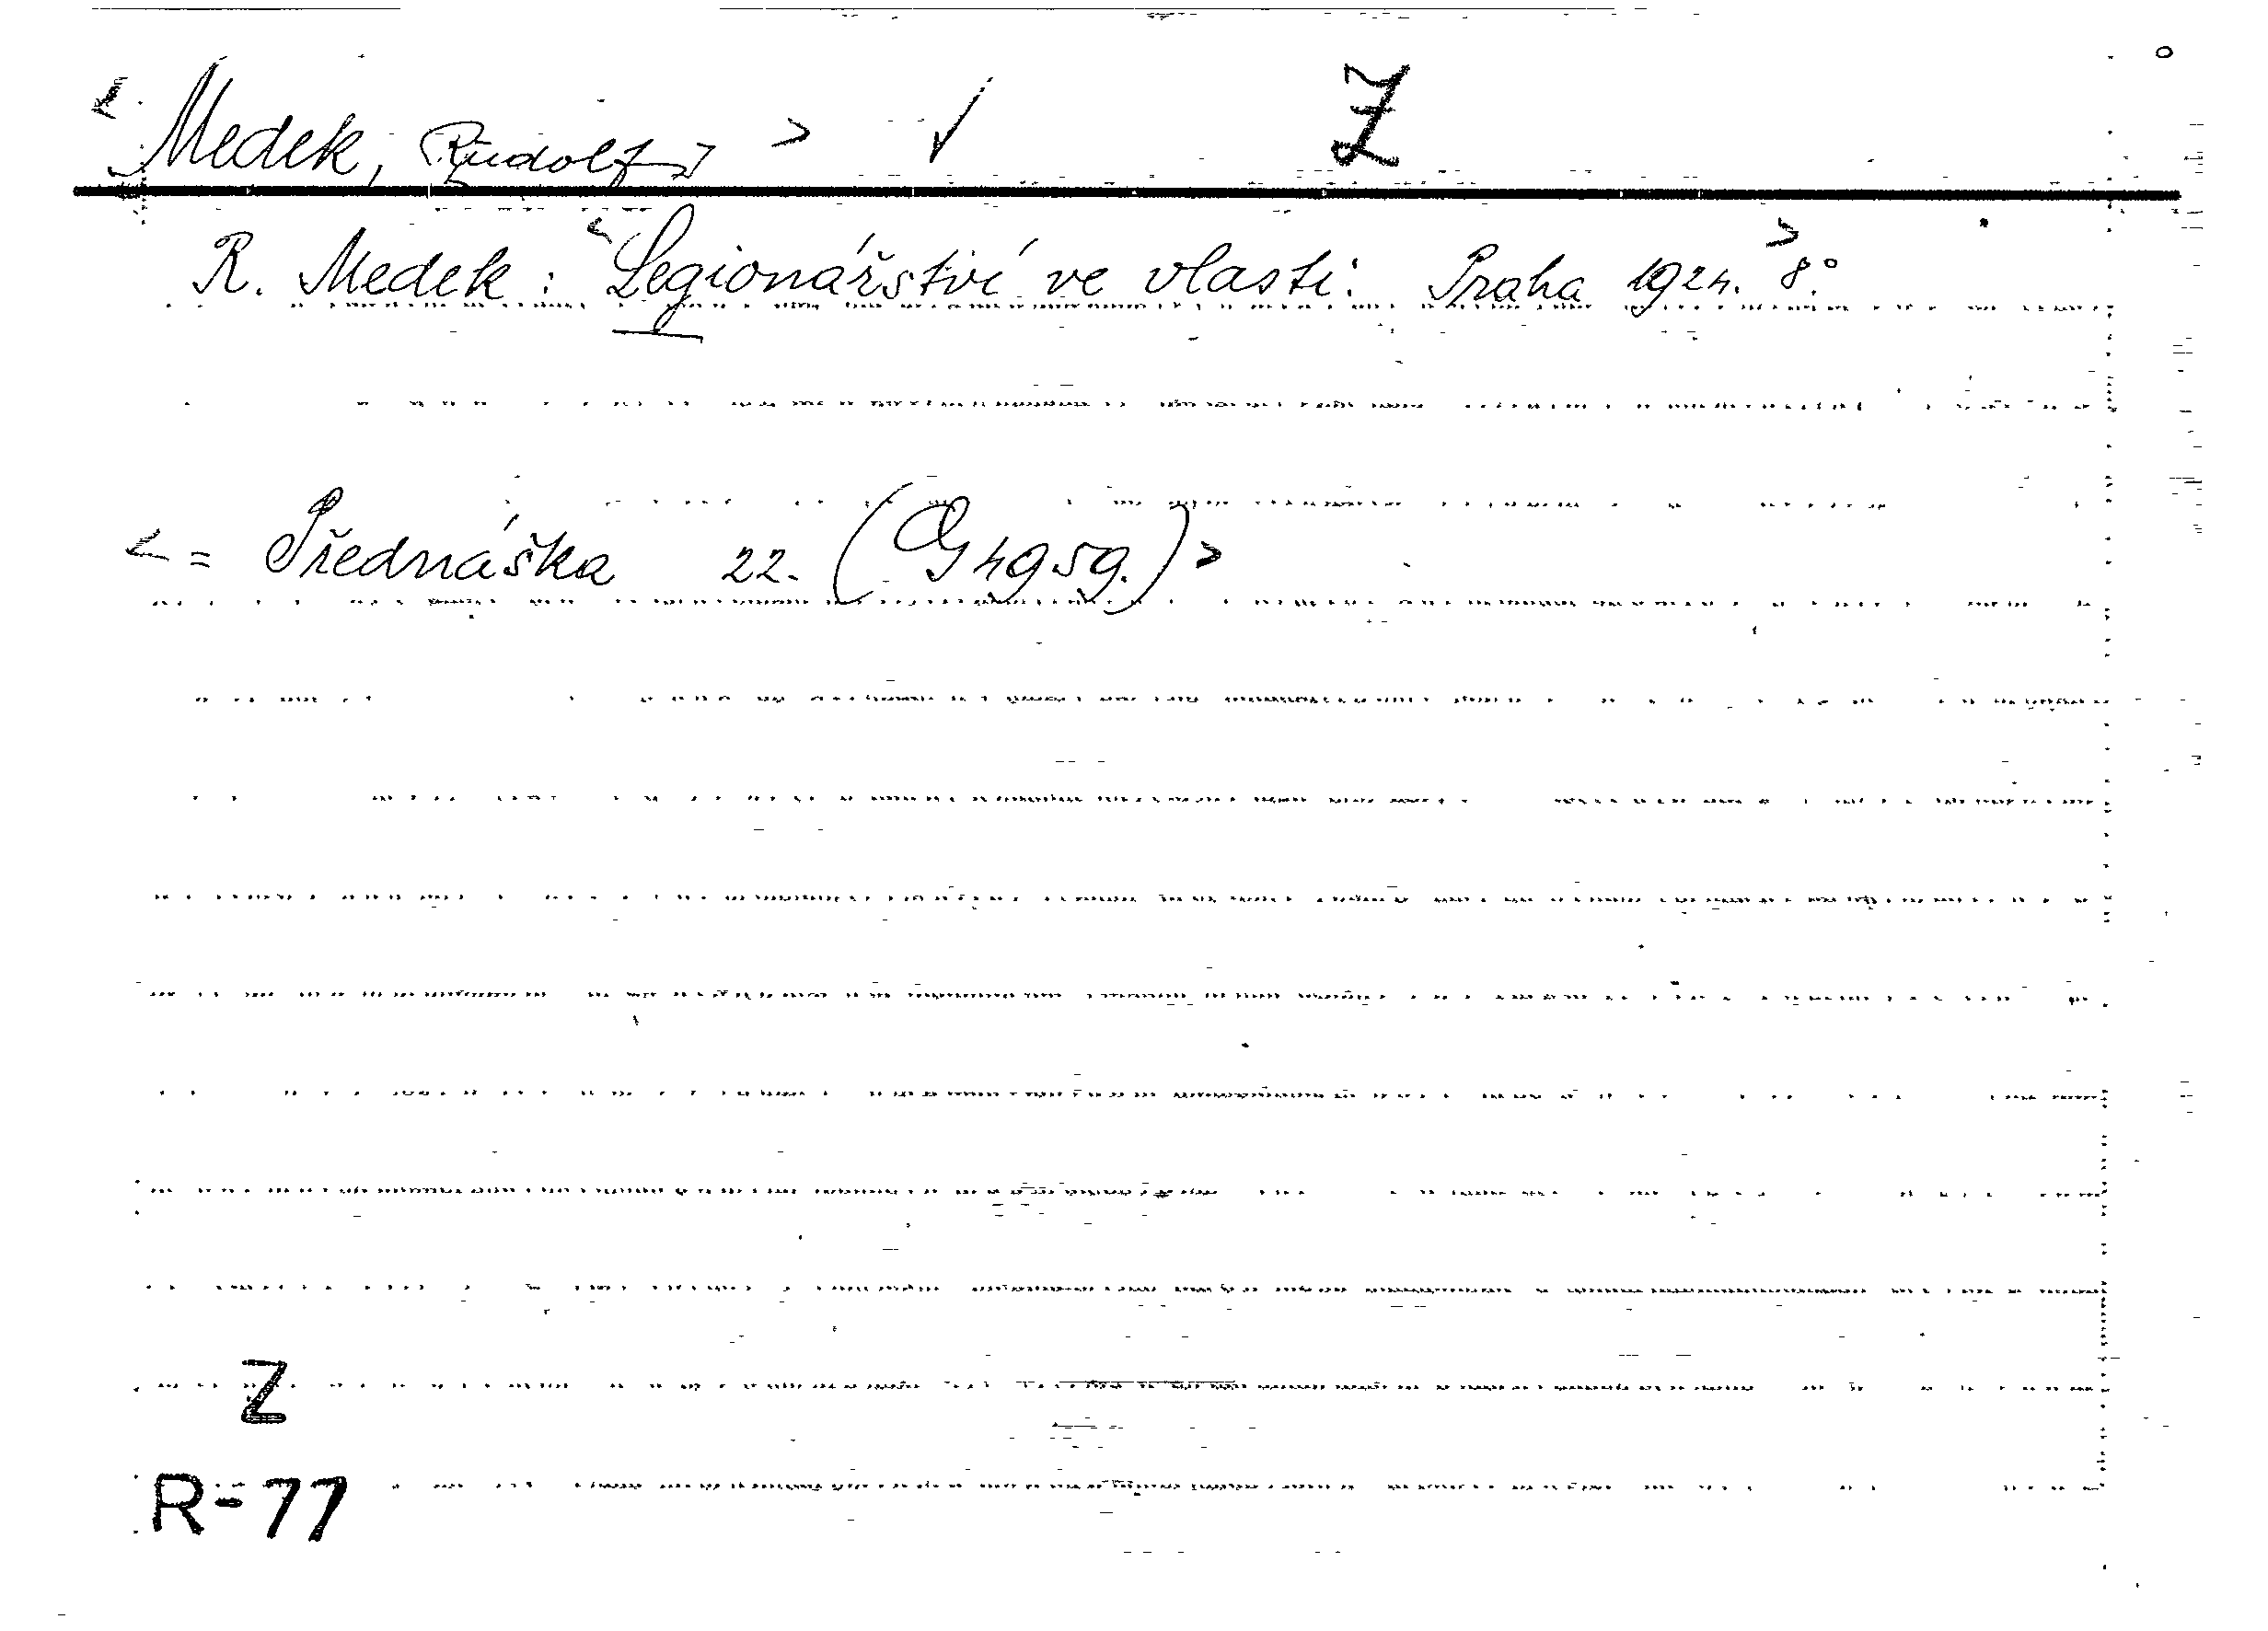 < Medek, Rudolf > Z
R. Medek: < Legionářství ve vlasti. Praha 1924. > 8°.
< = Přednáška 22. (G 4959.) >
Z
R-77